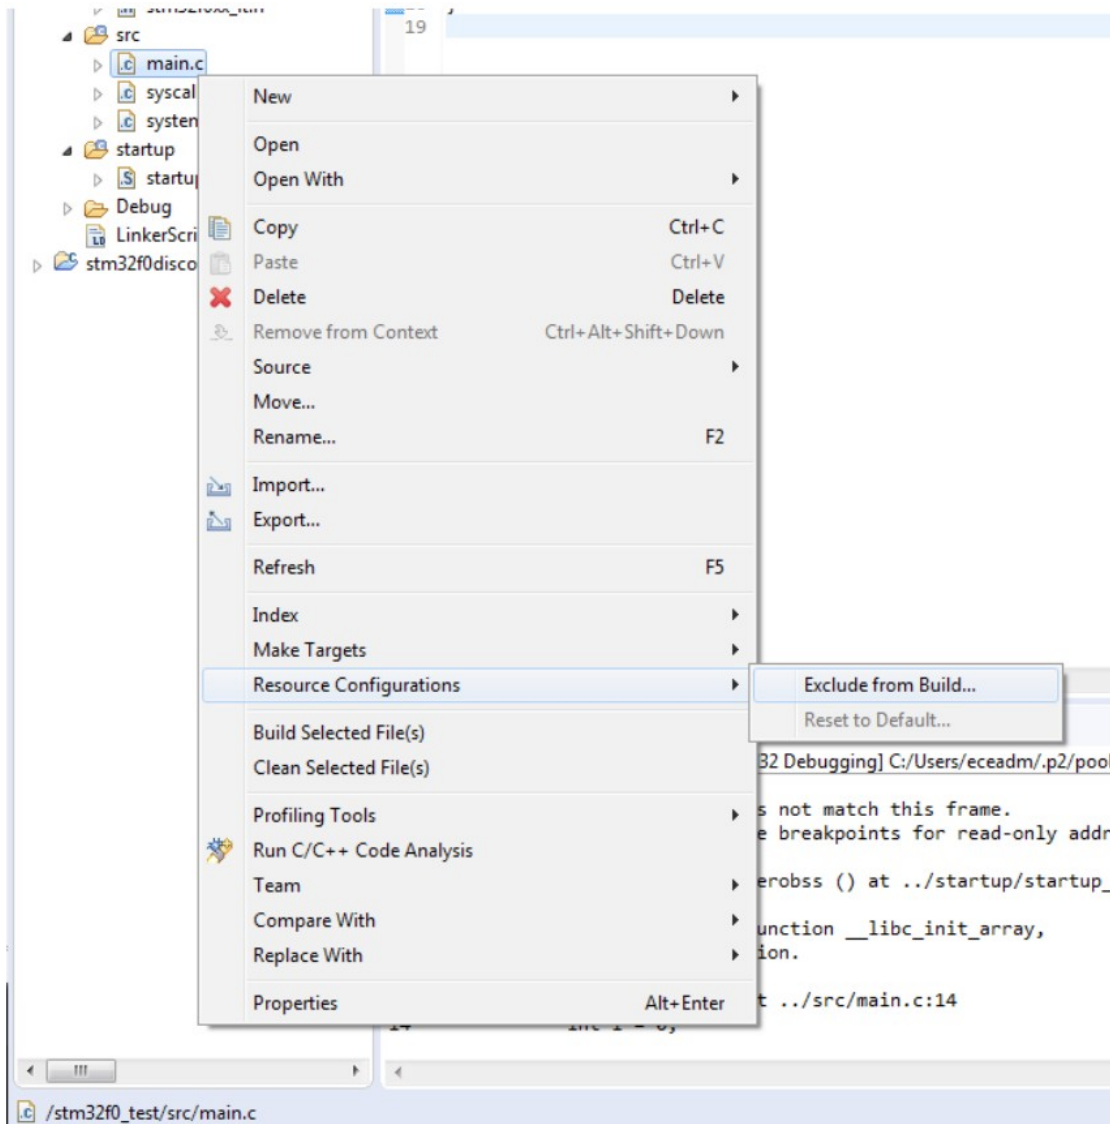 src
main.c
syscal
system
startup
startup
Debug
LinkerScri
stm32f0disco
19
New
Open
Open With
Copy Ctrl+C
Paste Ctrl+V
Delete Delete
Remove from Context Ctrl+Alt+Shift+Down
Source
Move...
Rename... F2
Import...
Export...
Refresh F5
Index
Make Targets
Resource Configurations
Exclude from Build...
Reset to Default...
Build Selected File(s)
Clean Selected File(s)
Profiling Tools
Run C/C++ Code Analysis
Team
Compare With
Replace With
Properties Alt+Enter
32 Debugging] C:/Users/eceadm/.p2/pool
s not match this frame.
e breakpoints for read-only addr
erobss () at ../startup/startup_
unction __libc_init_array,
ion.
t ../src/main.c:14
/stm32f0_test/src/main.c